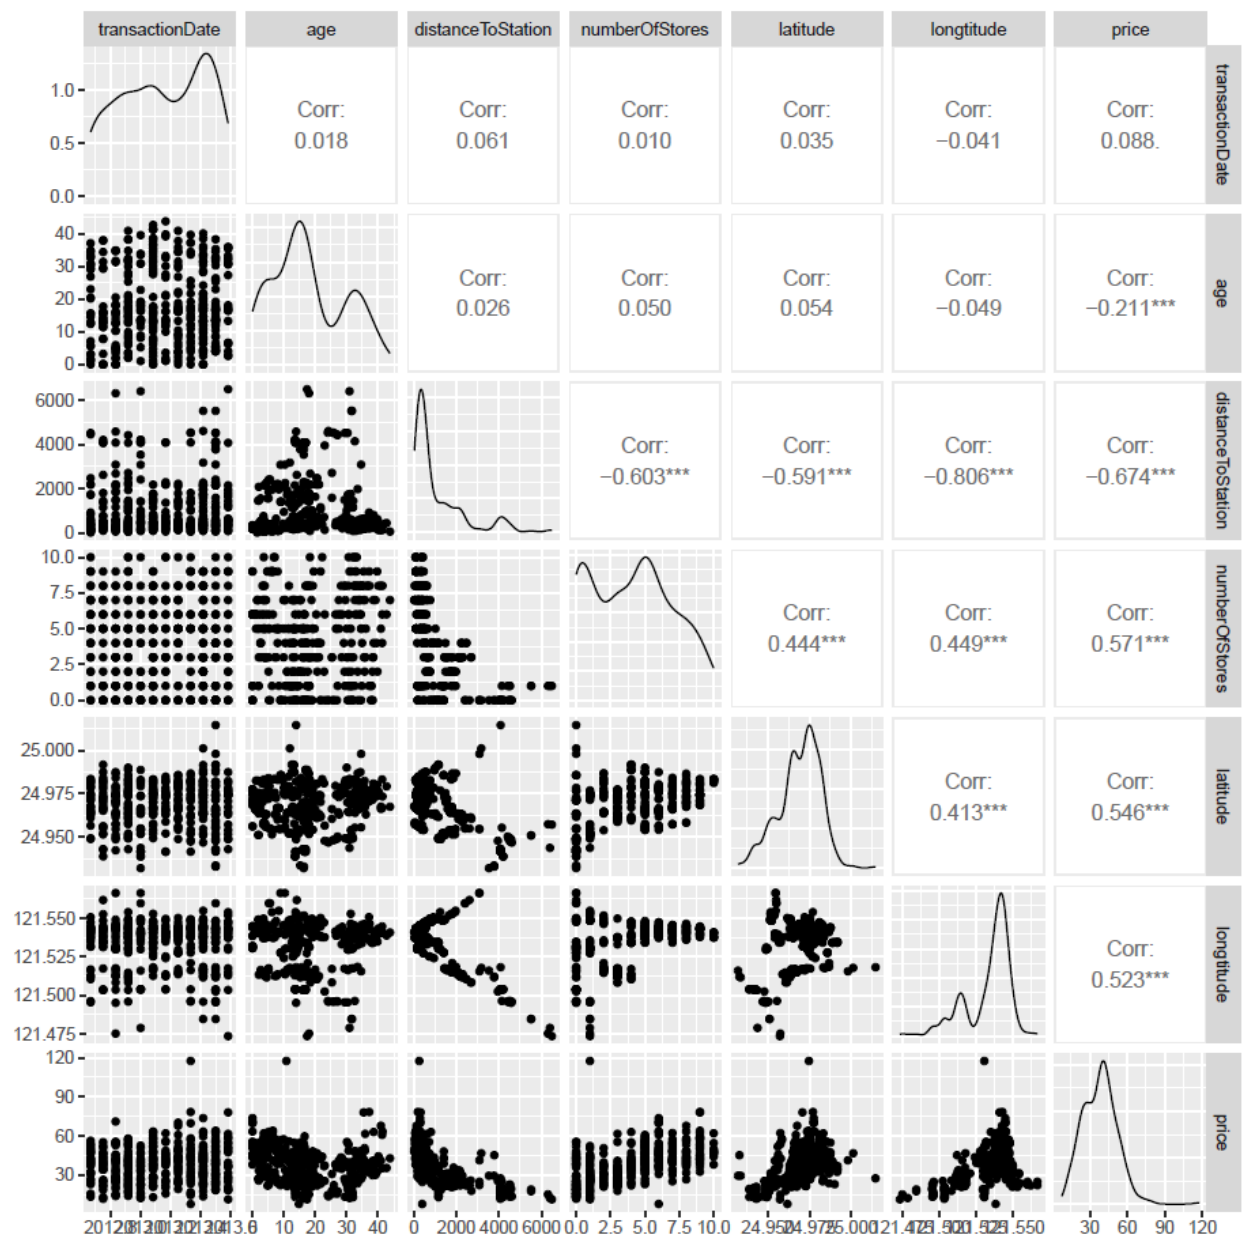 transactionDate age distanceToStation numberOfStores latitude longtitude price
1.0
0.5
0.0
Corr:
0.018
Corr:
0.061
Corr:
0.010
Corr:
0.035
Corr:
−0.041
Corr:
0.088.
transactionDate
40
30
20
10
0
Corr:
0.026
Corr:
0.050
Corr:
0.054
Corr:
−0.049
Corr:
−0.211***
age
6000
4000
2000
0
Corr:
−0.603***
Corr:
−0.591***
Corr:
−0.806***
Corr:
−0.674***
distanceToStation
10.0
7.5
5.0
2.5
0.0
Corr:
0.444***
Corr:
0.449***
Corr:
0.571***
numberOfStores
25.000
24.975
24.950
Corr:
0.413***
Corr:
0.546***
latitude
121.550
121.525
121.500
121.475
Corr:
0.523***
longtitude
120
90
60
30
price
0 10 20 30 40
0 2000 4000 6000
0.0 2.5 5.0 7.5 10.0
24.950 24.975 25.000
30 60 90 120